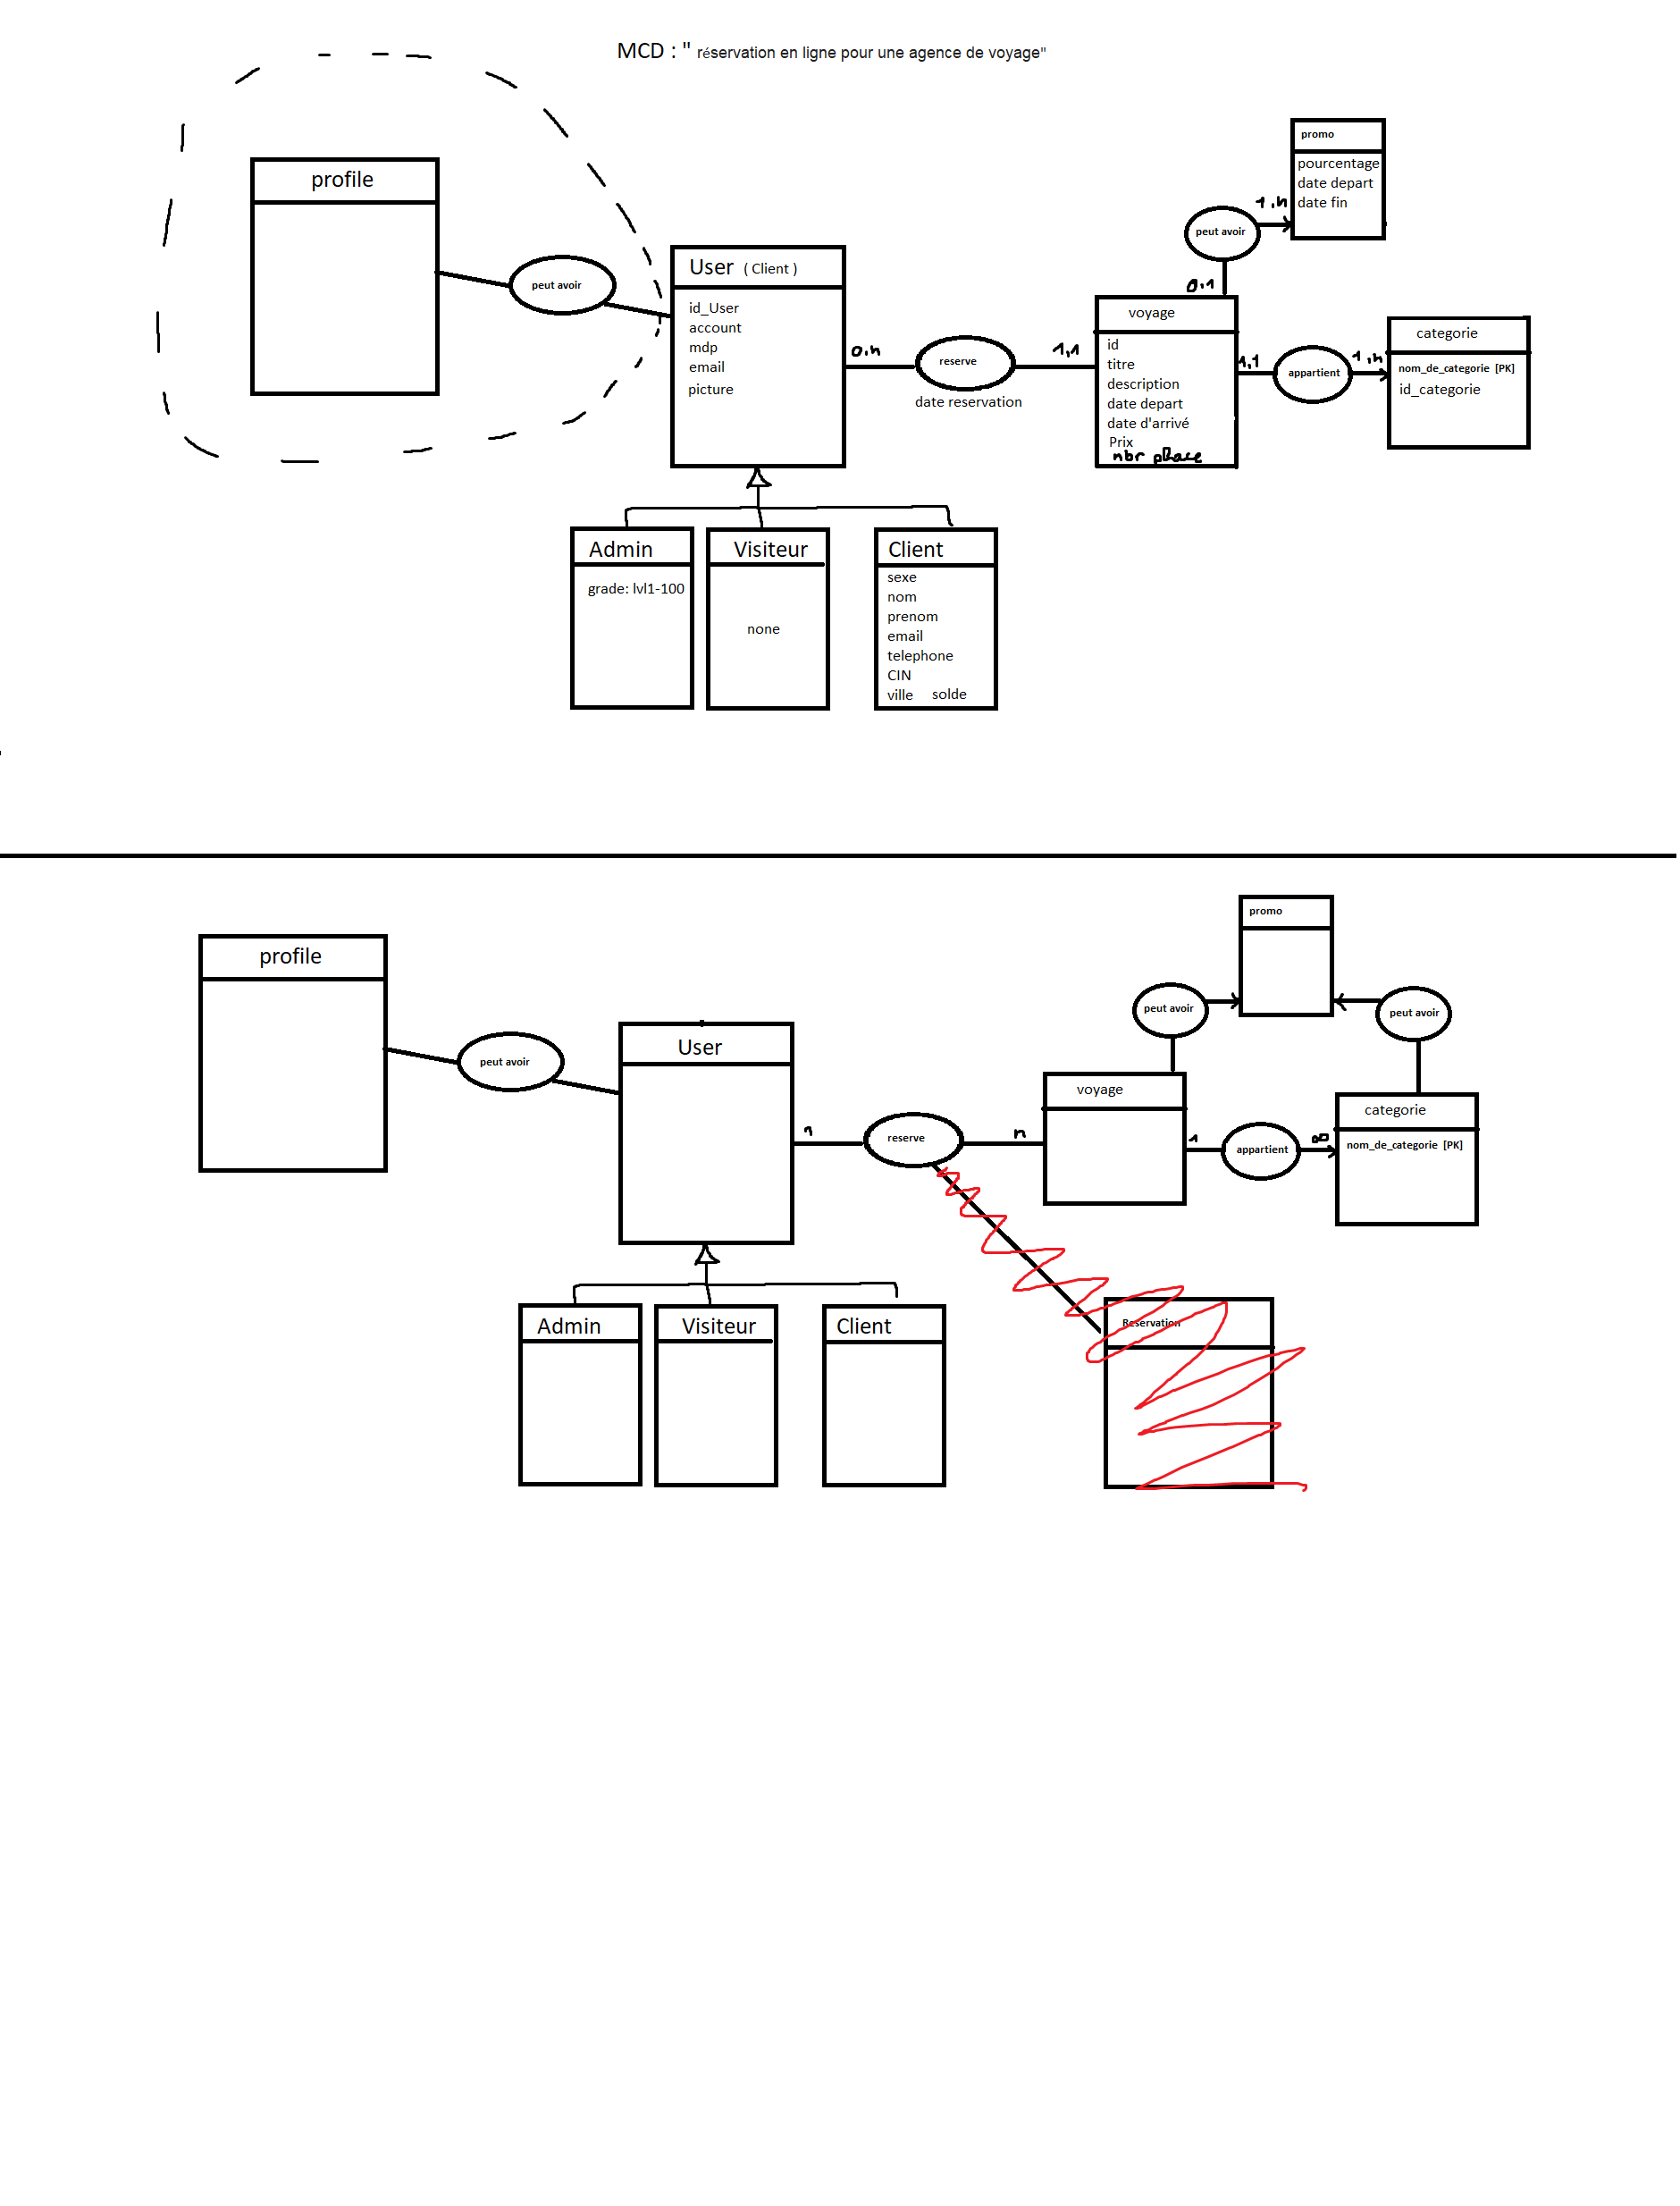 MCD : " réservation en ligne pour une agence de voyage"
promo
pourcentage
date depart
date fin
profile
peut avoir
1,n
peut avoir
0,1
User ( Client )
id_User
account
mdp
email
picture
0,n
reserve
1,1
date reservation
voyage
id
titre
description
date depart
date d'arrivé
Prix
nbr place
1,1
appartient
1,n
categorie
nom_de_categorie [PK]
id_categorie
Admin
grade: lvl1-100
Visiteur
none
Client
sexe
nom
prenom
email
telephone
CIN
ville solde
promo
profile
peut avoir
peut avoir
peut avoir
User
1
reserve
n
voyage
1
appartient
∞
categorie
nom_de_categorie [PK]
Admin
Visiteur
Client
Reservation